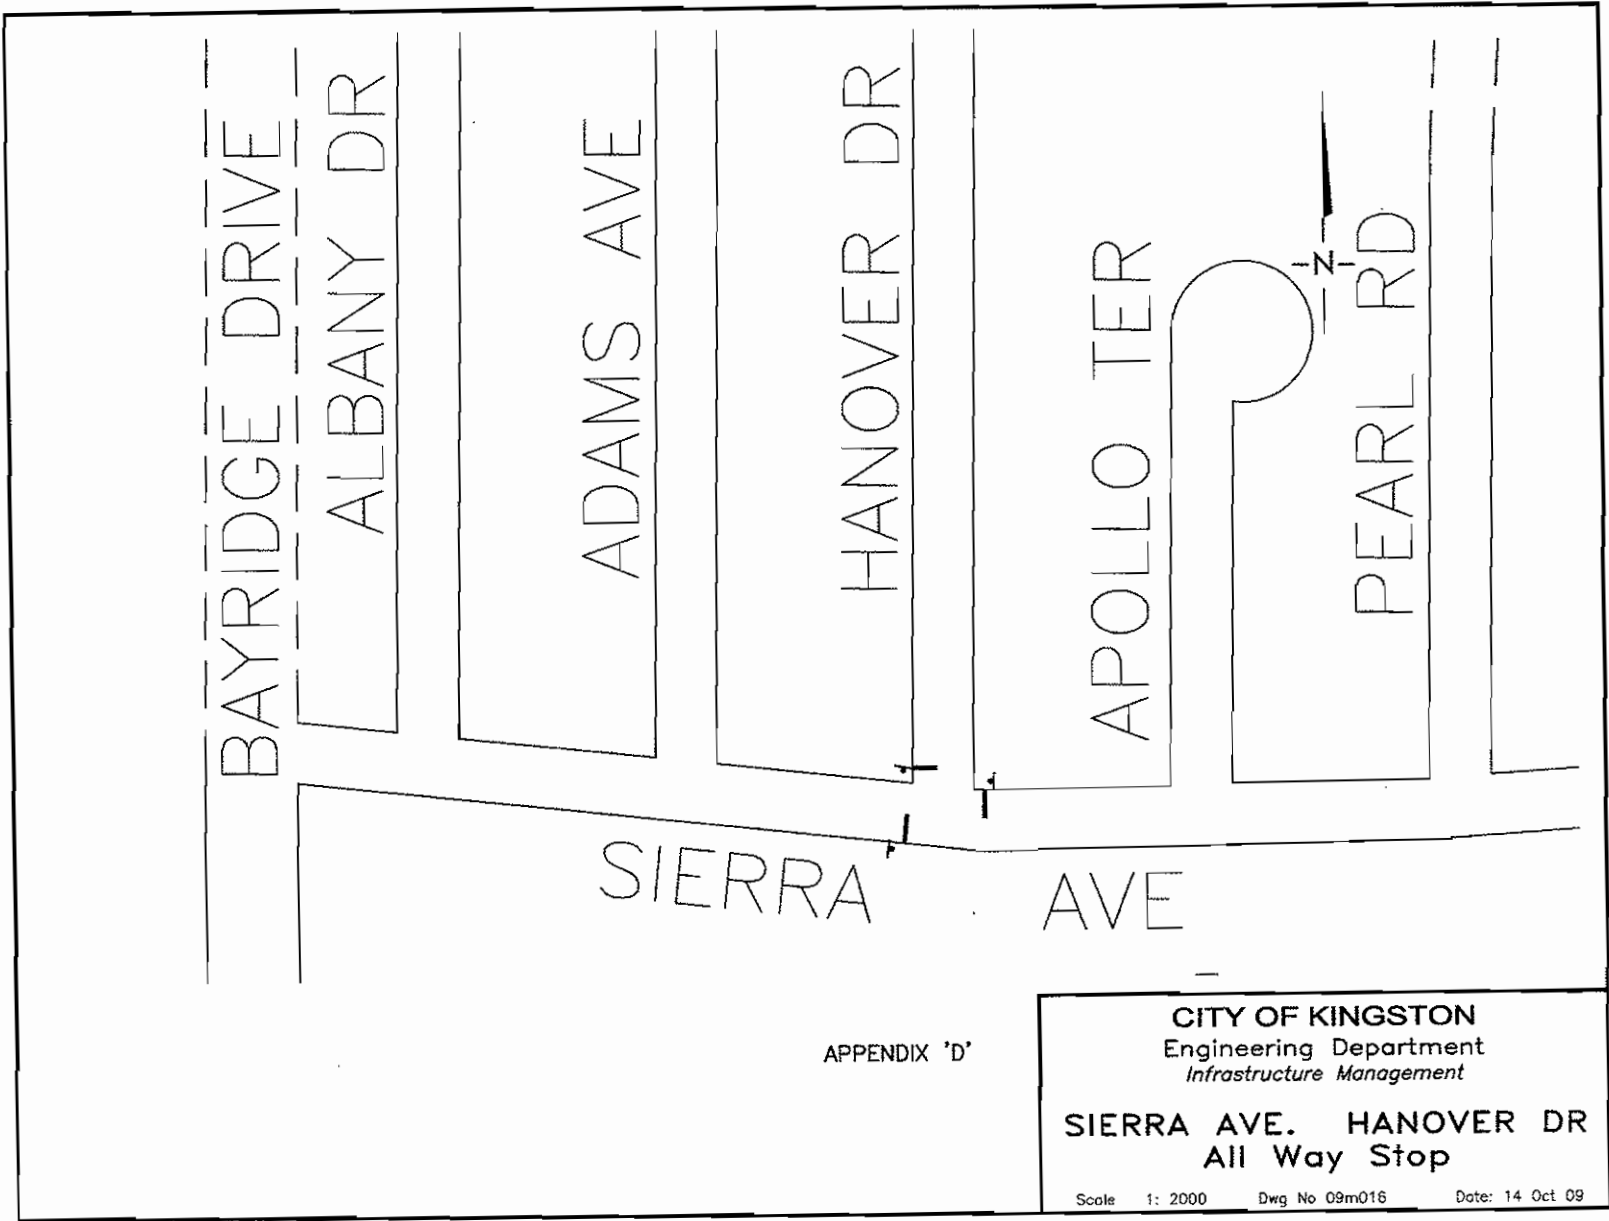 BAYRIDGE DRIVE
ALBANY DR
ADAMS AVE
HANOVER DR
APOLLO TER
PEARL RD
N
SIERRA AVE
APPENDIX 'D'
CITY OF KINGSTON
Engineering Department
Infrastructure Management
SIERRA AVE. HANOVER DR
All Way Stop
Scale 1: 2000 Dwg No 09m016 Date: 14 Oct 09